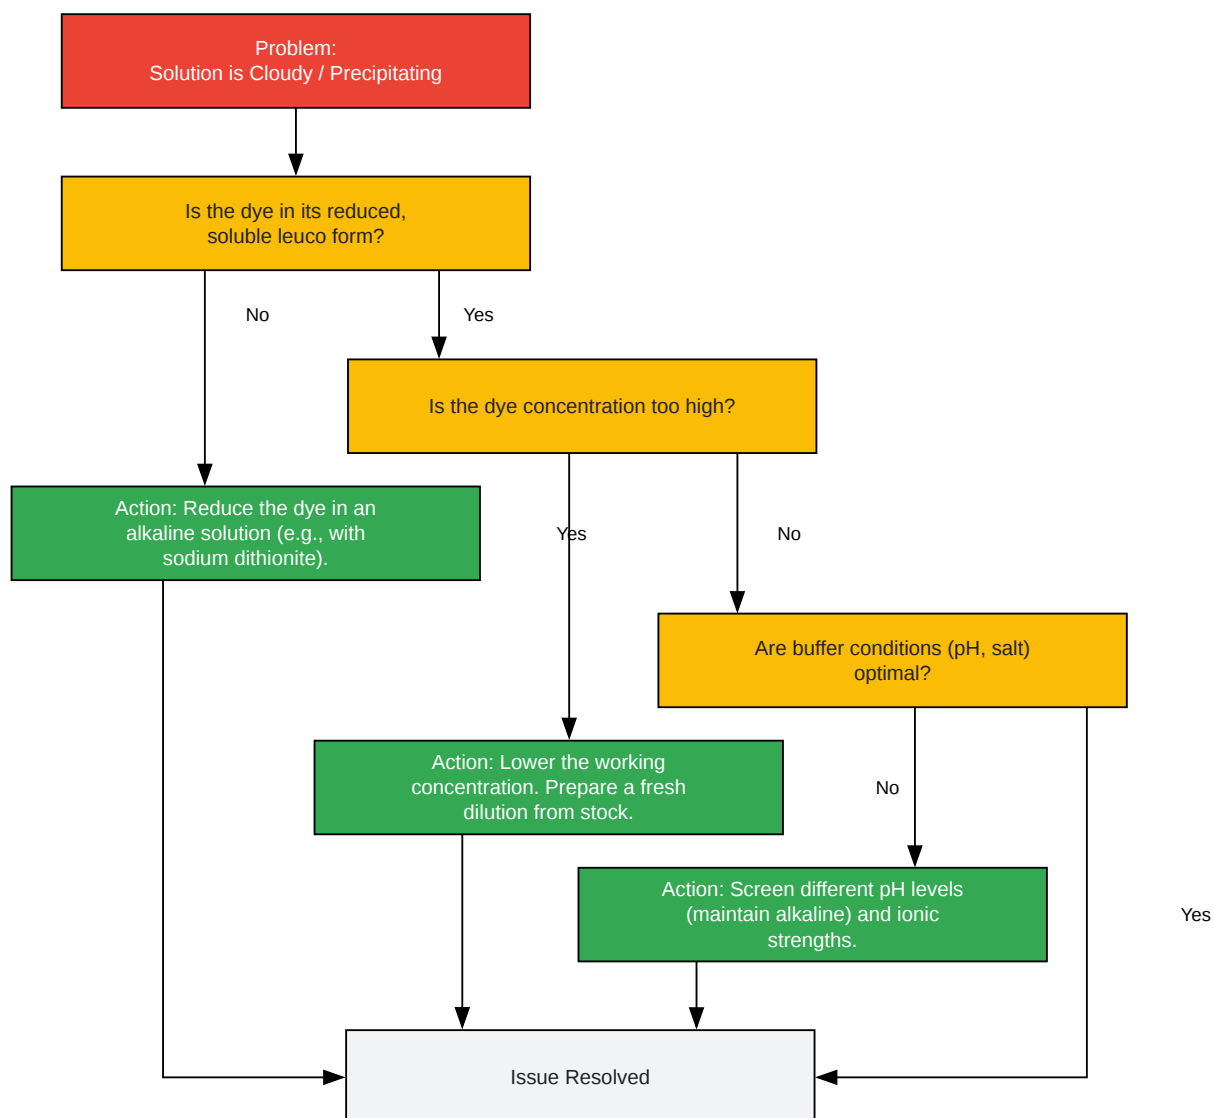 Problem:
Solution is Cloudy / Precipitating
Is the dye in its reduced,
soluble leuco form?
No
Yes
Is the dye concentration too high?
Action: Reduce the dye in an
alkaline solution (e.g., with
sodium dithionite).
Yes
No
Are buffer conditions (pH, salt)
optimal?
Action: Lower the working
concentration. Prepare a fresh
dilution from stock.
No
Action: Screen different pH levels
(maintain alkaline) and ionic
strengths.
Yes
Issue Resolved